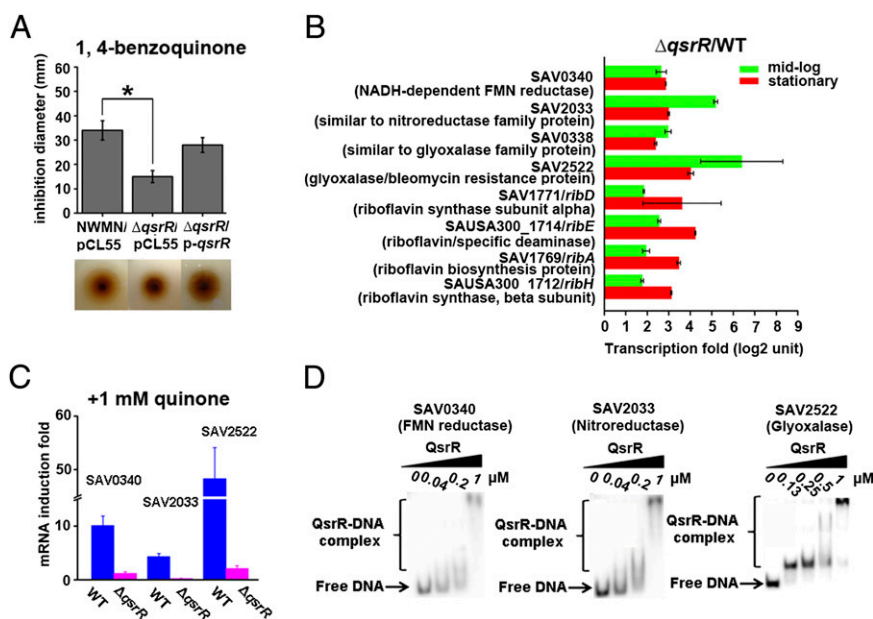 A
1, 4-benzoquinone
inhibition diameter (mm)
60
50
40
30
20
10
0
*
NWMN/
pCL55
ΔqsrR/
pCL55
ΔqsrR/
p-qsrR
B
ΔqsrR/WT
mid-log
stationary
SAV0340
(NADH-dependent FMN reductase)
SAV2033
(similar to nitroreductase family protein)
SAV0338
(similar to glyoxalase family protein)
SAV2522
(glyoxalase/bleomycin resistance protein)
SAV1771/ribD
(riboflavin synthase subunit alpha)
SAUSA300_1714/ribE
(riboflavin/specific deaminase)
SAV1769/ribA
(riboflavin biosynthesis protein)
SAUSA300_1712/ribH
(riboflavin synthase, beta subunit)
0 1 2 3 4 5 6 7 8 9
Transcription fold (log2 unit)
C
+1 mM quinone
mRNA induction fold
60
50
10
0
SAV0340
SAV2033
SAV2522
WT ΔqsrR WT ΔqsrR WT ΔqsrR
D
SAV0340
(FMN reductase)
QsrR
0 0.04 0.2 1 μM
QsrR-DNA
complex
Free DNA
SAV2033
(Nitroreductase)
QsrR
0 0.04 0.2 1 μM
QsrR-DNA
complex
Free DNA
SAV2522
(Glyoxalase)
QsrR
0 0.13 0.25 0.5 1 μM
QsrR-DNA
complex
Free DNA